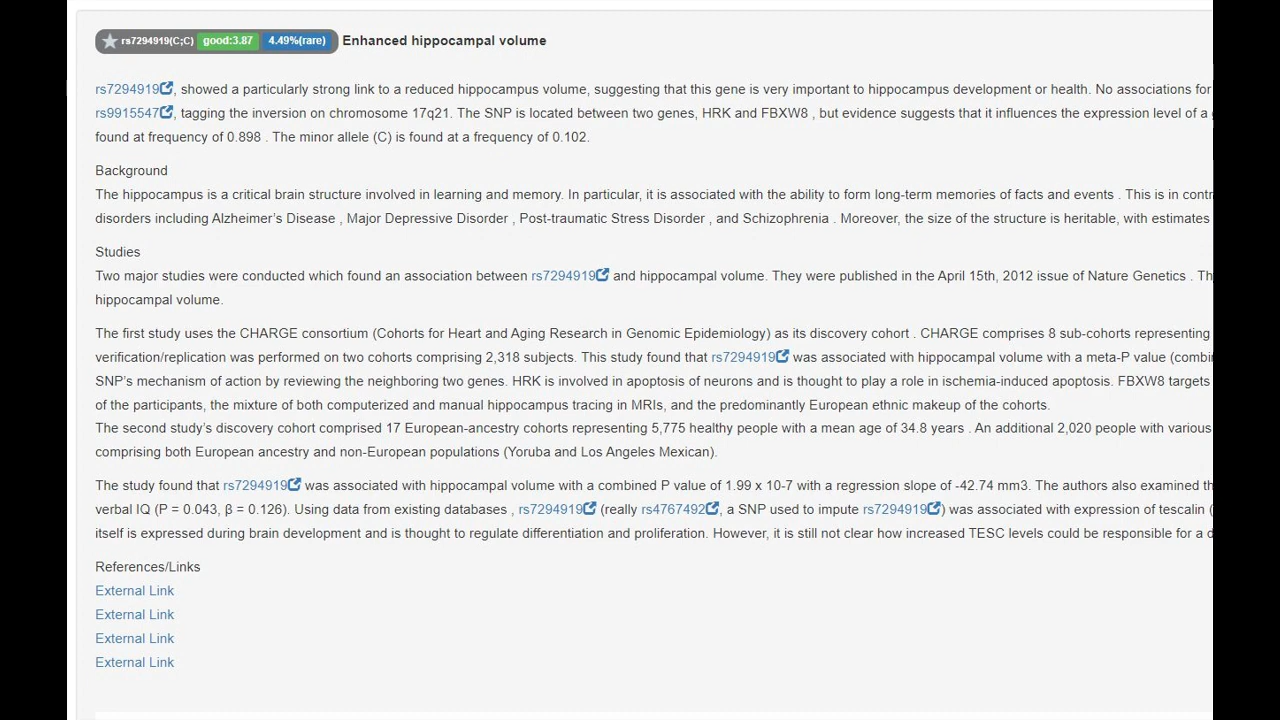 rs7294919(C;C) good:3.87 4.49%(rare) Enhanced hippocampal volume
rs7294919, showed a particularly strong link to a reduced hippocampus volume, suggesting that this gene is very important to hippocampus development or health. No associations for
rs9915547, tagging the inversion on chromosome 17q21. The SNP is located between two genes, HRK and FBXW8 , but evidence suggests that it influences the expression level of a
found at frequency of 0.898 . The minor allele (C) is found at a frequency of 0.102.
Background
The hippocampus is a critical brain structure involved in learning and memory. In particular, it is associated with the ability to form long-term memories of facts and events . This is in contr
disorders including Alzheimer's Disease , Major Depressive Disorder , Post-traumatic Stress Disorder , and Schizophrenia . Moreover, the size of the structure is heritable, with estimates
Studies
Two major studies were conducted which found an association between rs7294919 and hippocampal volume. They were published in the April 15th, 2012 issue of Nature Genetics . Th
hippocampal volume.
The first study uses the CHARGE consortium (Cohorts for Heart and Aging Research in Genomic Epidemiology) as its discovery cohort . CHARGE comprises 8 sub-cohorts representing
verification/replication was performed on two cohorts comprising 2,318 subjects. This study found that rs7294919 was associated with hippocampal volume with a meta-P value (combi
SNP's mechanism of action by reviewing the neighboring two genes. HRK is involved in apoptosis of neurons and is thought to play a role in ischemia-induced apoptosis. FBXW8 targets
of the participants, the mixture of both computerized and manual hippocampus tracing in MRIs, and the predominantly European ethnic makeup of the cohorts.
The second study's discovery cohort comprised 17 European-ancestry cohorts representing 5,775 healthy people with a mean age of 34.8 years . An additional 2,020 people with various
comprising both European ancestry and non-European populations (Yoruba and Los Angeles Mexican).
The study found that rs7294919 was associated with hippocampal volume with a combined P value of 1.99 x 10-7 with a regression slope of -42.74 mm3. The authors also examined th
verbal IQ (P = 0.043, β = 0.126). Using data from existing databases , rs7294919 (really rs4767492, a SNP used to impute rs7294919) was associated with expression of tescalin (
itself is expressed during brain development and is thought to regulate differentiation and proliferation. However, it is still not clear how increased TESC levels could be responsible for a d
References/Links
External Link
External Link
External Link
External Link